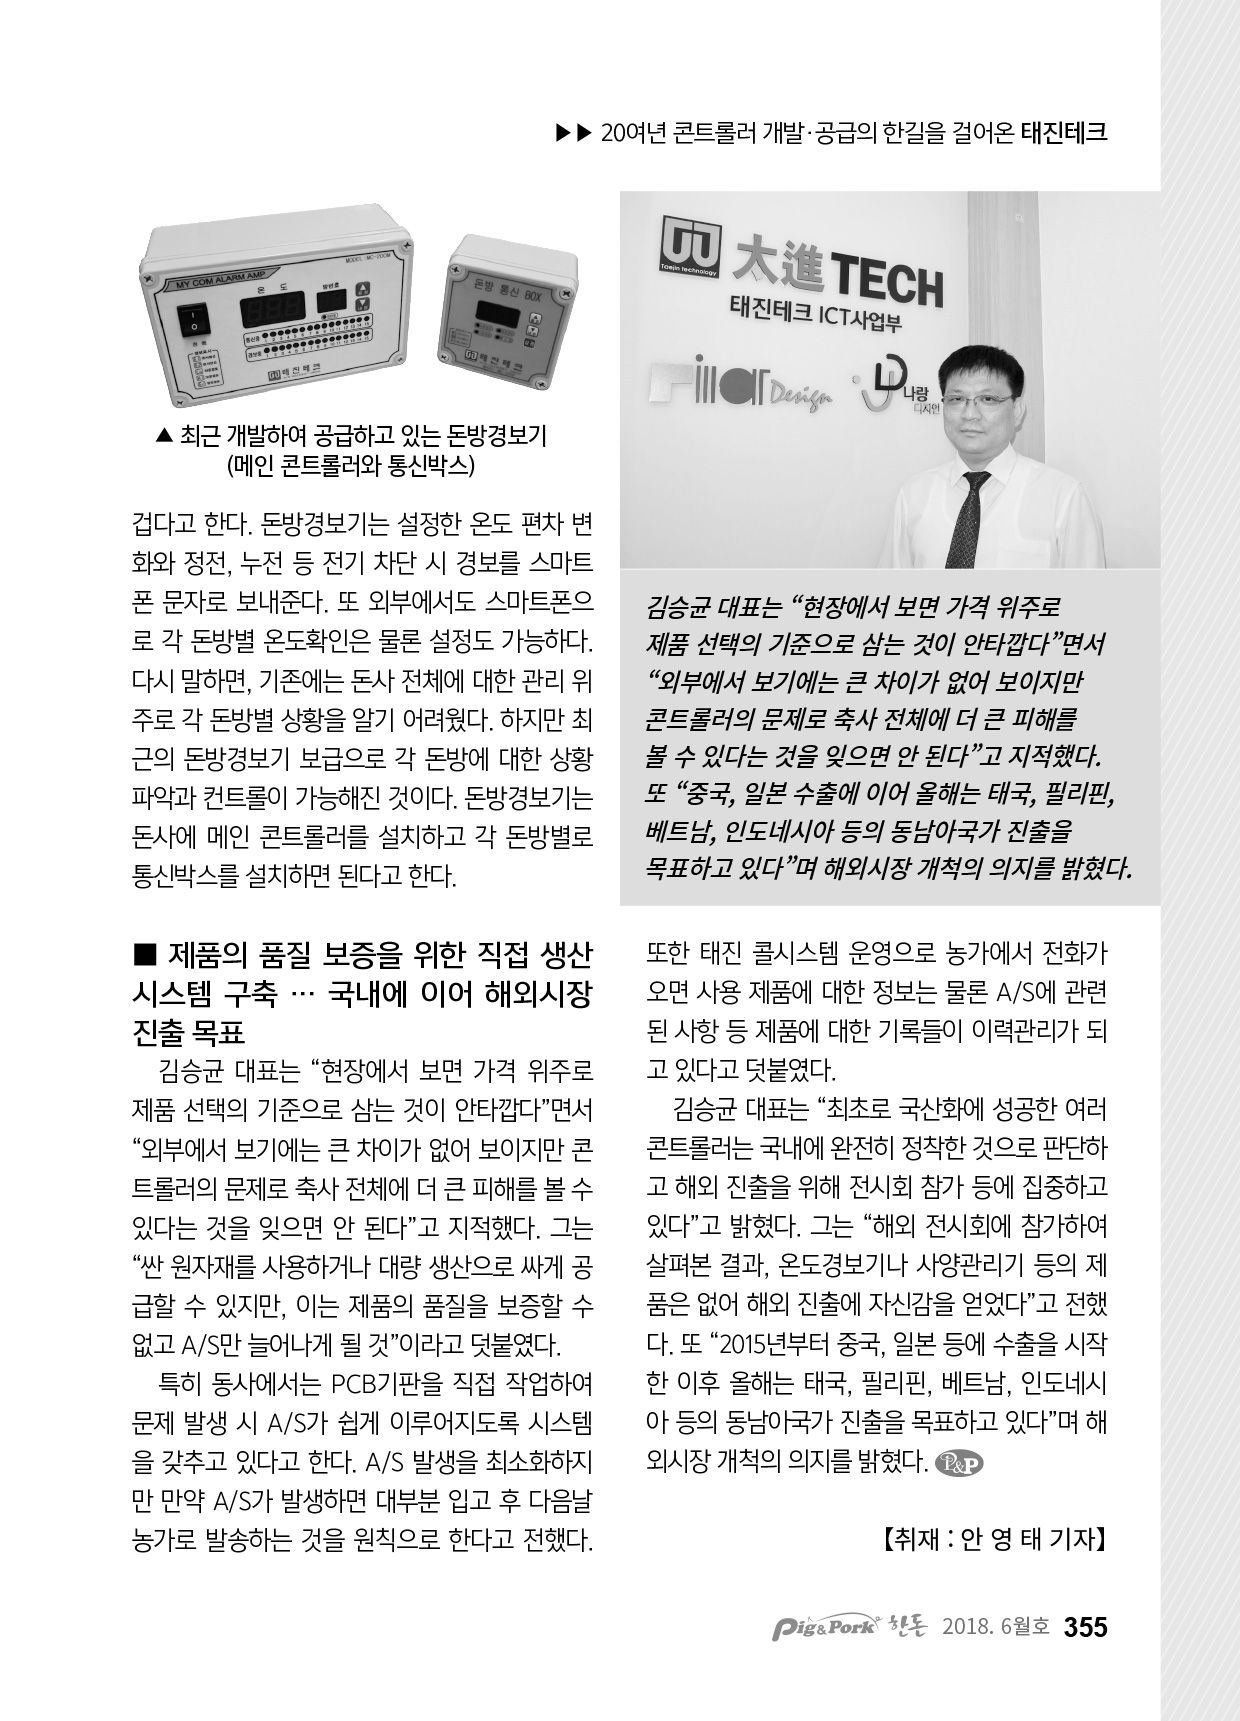 ▶▶ 20여년 콘트롤러 개발·공급의 한길을 걸어온 태진테크
MY COM ALARM AMP
MODEL : MC-200M
온 도
방번호
통신중
1 2 3 4 5 6 7 8 9 10 11 12 13 14 15
경보중
1 2 3 4 5 6 7 8 9 10 11 12 13 14 15
전 원
태진테크
돈방 통신 BOX
태진테크
▲ 최근 개발하여 공급하고 있는 돈방경보기
(메인 콘트롤러와 통신박스)
Taejin technology
太進TECH
태진테크 ICT사업부
Pillar Design
나랑
디자인
겁다고 한다. 돈방경보기는 설정한 온도 편차 변
화와 정전, 누전 등 전기 차단 시 경보를 스마트
폰 문자로 보내준다. 또 외부에서도 스마트폰으
로 각 돈방별 온도확인은 물론 설정도 가능하다.
다시 말하면, 기존에는 돈사 전체에 대한 관리 위
주로 각 돈방별 상황을 알기 어려웠다. 하지만 최
근의 돈방경보기 보급으로 각 돈방에 대한 상황
파악과 컨트롤이 가능해진 것이다. 돈방경보기는
돈사에 메인 콘트롤러를 설치하고 각 돈방별로
통신박스를 설치하면 된다고 한다.
■ 제품의 품질 보증을 위한 직접 생산
시스템 구축 … 국내에 이어 해외시장
진출 목표
김승균 대표는 “현장에서 보면 가격 위주로
제품 선택의 기준으로 삼는 것이 안타깝다”면서
“외부에서 보기에는 큰 차이가 없어 보이지만 콘
트롤러의 문제로 축사 전체에 더 큰 피해를 볼 수
있다는 것을 잊으면 안 된다”고 지적했다. 그는
“싼 원자재를 사용하거나 대량 생산으로 싸게 공
급할 수 있지만, 이는 제품의 품질을 보증할 수
없고 A/S만 늘어나게 될 것”이라고 덧붙였다.
특히 동사에서는 PCB기판을 직접 작업하여
문제 발생 시 A/S가 쉽게 이루어지도록 시스템
을 갖추고 있다고 한다. A/S 발생을 최소화하지
만 만약 A/S가 발생하면 대부분 입고 후 다음날
농가로 발송하는 것을 원칙으로 한다고 전했다.
김승균 대표는 “현장에서 보면 가격 위주로
제품 선택의 기준으로 삼는 것이 안타깝다”면서
“외부에서 보기에는 큰 차이가 없어 보이지만
콘트롤러의 문제로 축사 전체에 더 큰 피해를
볼 수 있다는 것을 잊으면 안 된다”고 지적했다.
또 “중국, 일본 수출에 이어 올해는 태국, 필리핀,
베트남, 인도네시아 등의 동남아국가 진출을
목표하고 있다”며 해외시장 개척의 의지를 밝혔다.
또한 태진 콜시스템 운영으로 농가에서 전화가
오면 사용 제품에 대한 정보는 물론 A/S에 관련
된 사항 등 제품에 대한 기록들이 이력관리가 되
고 있다고 덧붙였다.
김승균 대표는 “최초로 국산화에 성공한 여러
콘트롤러는 국내에 완전히 정착한 것으로 판단하
고 해외 진출을 위해 전시회 참가 등에 집중하고
있다”고 밝혔다. 그는 “해외 전시회에 참가하여
살펴본 결과, 온도경보기나 사양관리기 등의 제
품은 없어 해외 진출에 자신감을 얻었다”고 전했
다. 또 “2015년부터 중국, 일본 등에 수출을 시작
한 이후 올해는 태국, 필리핀, 베트남, 인도네시
아 등의 동남아국가 진출을 목표하고 있다”며 해
외시장 개척의 의지를 밝혔다. P&P
【취재 : 안 영 태 기자】
Pig&Pork 한돈 2018. 6월호 355